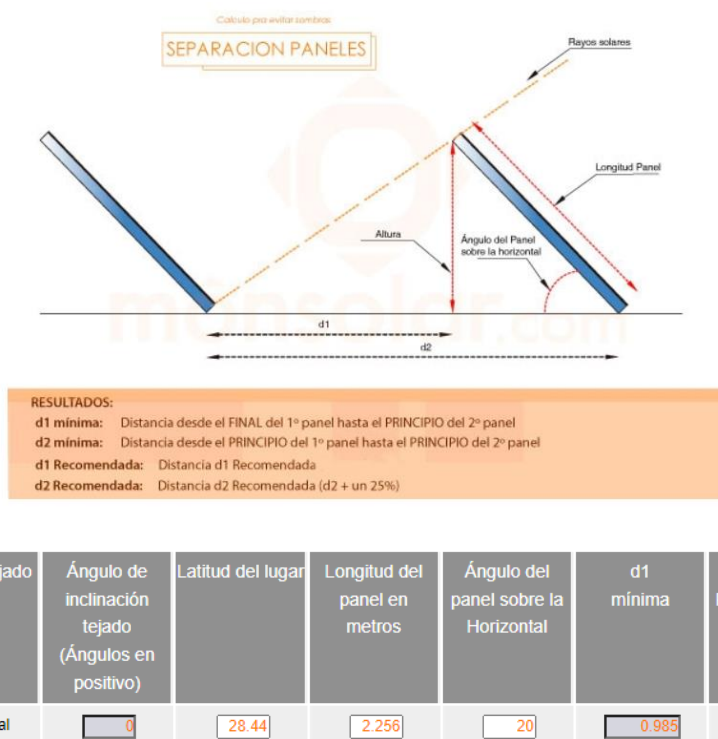 Calculo pra evitar sombras
SEPARACION PANELES
Rayos solares
Longitud Panel
Altura
Ángulo del Panel
sobre la horizontal
monsolar.com
d1
d2
RESULTADOS:
d1 mínima: Distancia desde el FINAL del 1º panel hasta el PRINCIPIO del 2º panel
d2 mínima: Distancia desde el PRINCIPIO del 1º panel hasta el PRINCIPIO del 2º panel
d1 Recomendada: Distancia d1 Recomendada
d2 Recomendada: Distancia d2 Recomendada (d2 + un 25%)
jado
Ángulo de
inclinación
tejado
(Ángulos en
positivo)
Latitud del lugar
Longitud del
panel en
metros
Ángulo del
panel sobre la
Horizontal
d1
mínima
al
0
28.44
2.256
20
0.985